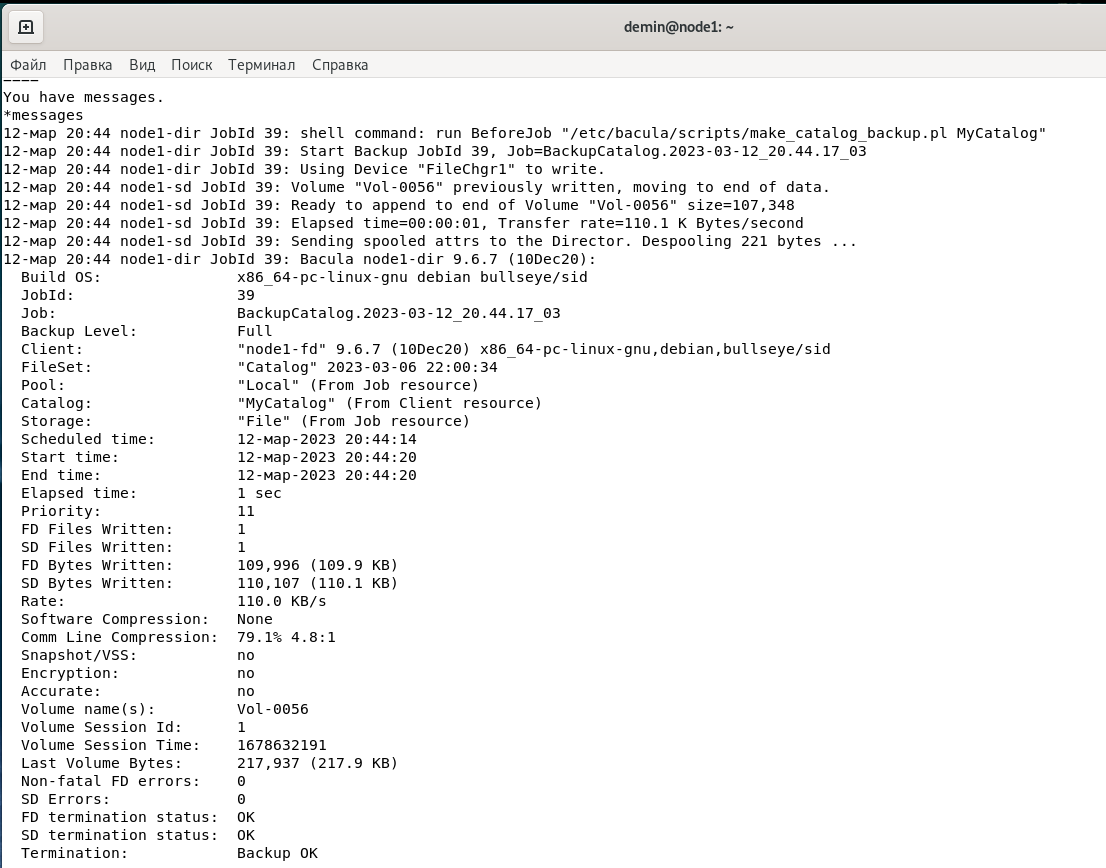 demin@node1: ~
Файл Правка Вид Поиск Терминал Справка
====
You have messages.
*messages
12-мар 20:44 node1-dir JobId 39: shell command: run BeforeJob "/etc/bacula/scripts/make_catalog_backup.pl MyCatalog"
12-мар 20:44 node1-dir JobId 39: Start Backup JobId 39, Job=BackupCatalog.2023-03-12_20.44.17_03
12-мар 20:44 node1-dir JobId 39: Using Device "FileChgr1" to write.
12-мар 20:44 node1-sd JobId 39: Volume "Vol-0056" previously written, moving to end of data.
12-мар 20:44 node1-sd JobId 39: Ready to append to end of Volume "Vol-0056" size=107,348
12-мар 20:44 node1-sd JobId 39: Elapsed time=00:00:01, Transfer rate=110.1 K Bytes/second
12-мар 20:44 node1-sd JobId 39: Sending spooled attrs to the Director. Despooling 221 bytes ...
12-мар 20:44 node1-dir JobId 39: Bacula node1-dir 9.6.7 (10Dec20):
  Build OS:               x86_64-pc-linux-gnu debian bullseye/sid
  JobId:                  39
  Job:                    BackupCatalog.2023-03-12_20.44.17_03
  Backup Level:           Full
  Client:                 "node1-fd" 9.6.7 (10Dec20) x86_64-pc-linux-gnu,debian,bullseye/sid
  FileSet:                "Catalog" 2023-03-06 22:00:34
  Pool:                   "Local" (From Job resource)
  Catalog:                "MyCatalog" (From Client resource)
  Storage:                "File" (From Job resource)
  Scheduled time:         12-мар-2023 20:44:14
  Start time:             12-мар-2023 20:44:20
  End time:               12-мар-2023 20:44:20
  Elapsed time:           1 sec
  Priority:               11
  FD Files Written:       1
  SD Files Written:       1
  FD Bytes Written:       109,996 (109.9 KB)
  SD Bytes Written:       110,107 (110.1 KB)
  Rate:                   110.0 KB/s
  Software Compression:   None
  Comm Line Compression:  79.1% 4.8:1
  Snapshot/VSS:           no
  Encryption:             no
  Accurate:               no
  Volume name(s):         Vol-0056
  Volume Session Id:      1
  Volume Session Time:    1678632191
  Last Volume Bytes:      217,937 (217.9 KB)
  Non-fatal FD errors:    0
  SD Errors:              0
  FD termination status:  OK
  SD termination status:  OK
  Termination:            Backup OK